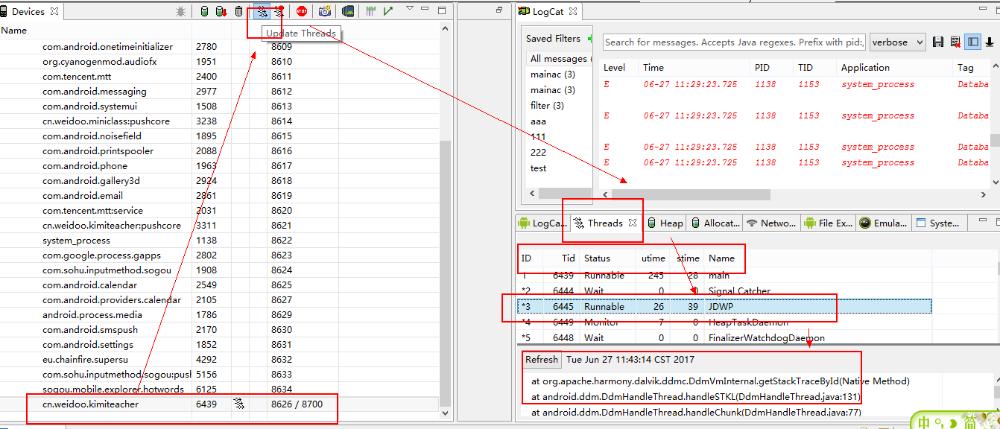 Devices
Name
Update Threads
com.android.onetimeinitializer 2780 8609
org.cyanogenmod.audiofx 1951 8610
com.tencent.mtt 2400 8611
com.android.messaging 2977 8612
com.android.systemui 1508 8613
cn.weidoo.miniclass:pushcore 3238 8614
com.android.noisefield 1895 8615
com.android.printspooler 2088 8616
com.android.phone 1963 8617
com.android.gallery3d 2924 8618
com.android.email 2861 8619
com.tencent.mtt:service 2031 8620
cn.weidoo.kimiteacher:pushcore 3311 8621
system_process 1138 8622
com.google.process.gapps 2802 8623
com.sohu.inputmethod.sogou 1908 8624
com.android.calendar 2549 8625
com.android.providers.calendar 2105 8627
android.process.media 1786 8629
com.android.smspush 2170 8630
com.android.settings 1852 8631
eu.chainfire.supersu 4292 8632
com.sohu.inputmethod.sogou:push 5156 8633
sogou.mobile.explorer.hotwords 6125 8634
cn.weidoo.kimiteacher 6439 8626 / 8700
LogCat
Saved Filters
All messages (
mainac (3)
mainac (3)
filter (3)
aaa
111
222
test
Search for messages. Accepts Java regexes. Prefix with pid:, verbose
Level Time PID TID Application Tag
E 06-27 11:29:23.725 1138 1153 system_process Databa
E 06-27 11:29:23.725 1138 1153 system_process Databa
E 06-27 11:29:23.725 1138 1153 system_process Databa
E 06-27 11:29:23.725 1138 1153 system_process Databa
LogCa... Threads Heap Allocat... Netwo... File Ex... Emula... Syste...
ID Tid Status utime stime Name
1 6439 Runnable 245 28 main
*2 6444 Wait 0 0 Signal Catcher
*3 6445 Runnable 26 39 JDWP
*4 6449 Monitor 7 0 HeapTaskDaemon
*5 6448 Wait 0 0 FinalizerWatchdogDaemon
Refresh Tue Jun 27 11:43:14 CST 2017
at org.apache.harmony.dalvik.ddmc.DdmVmInternal.getStackTraceById(Native Method)
at android.ddm.DdmHandleThread.handleSTKL(DdmHandleThread.java:131)
at android.ddm.DdmHandleThread.handleChunk(DdmHandleThread.java:77)
中 简